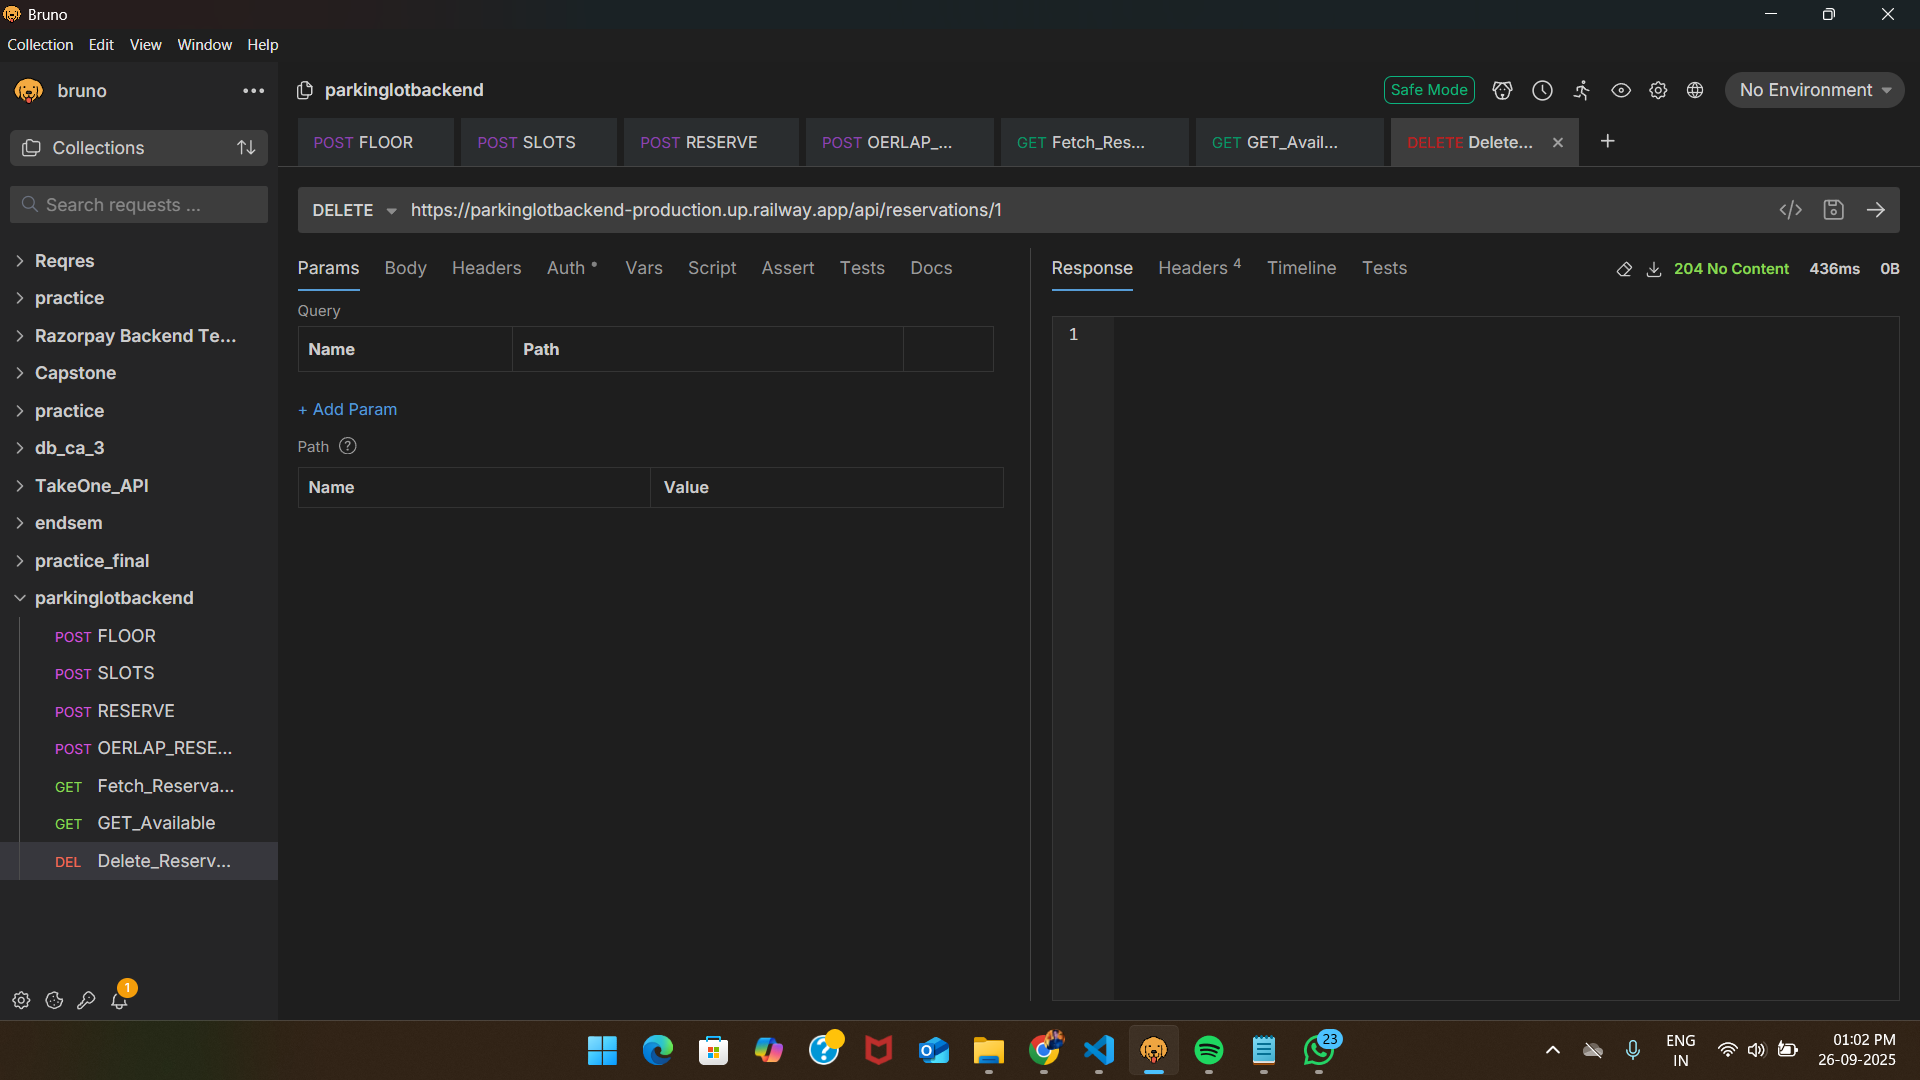 Bruno
Collection Edit View Window Help
bruno
parkinglotbackend
Safe Mode
No Environment
Collections
POST FLOOR
POST SLOTS
POST RESERVE
POST OERLAP_...
GET Fetch_Res...
GET GET_Avail...
DELETE Delete...
Search requests ...
DELETE https://parkinglotbackend-production.up.railway.app/api/reservations/1
Reqres
practice
Razorpay Backend Te...
Capstone
practice
db_ca_3
TakeOne_API
endsem
practice_final
parkinglotbackend
POST FLOOR
POST SLOTS
POST RESERVE
POST OERLAP_RESE...
GET Fetch_Reserva...
GET GET_Available
DEL Delete_Reserv...
1
Params Body Headers Auth Vars Script Assert Tests Docs
Query
Name Path
+ Add Param
Path ?
Name Value
Response Headers 4 Timeline Tests
204 No Content 436ms 0B
1
23
ENG
IN
01:02 PM
26-09-2025